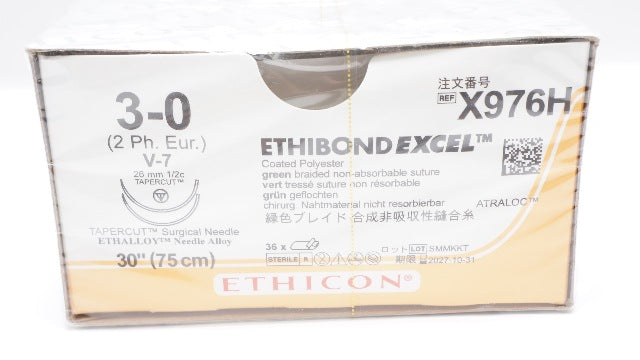 3-0
(2 Ph. Eur.)
V-7
26 mm 1/2c
TAPERCUT™
TAPERCUT™ Surgical Needle
ETHALLOY™ Needle Alloy
30" (75 cm)
注文番号
REF X976H
ETHIBOND EXCEL™
Coated Polyester
green braided non-absorbable suture
vert tressé suture non résorbable
grün geflochten
chirurg. Nahtmaterial nicht resorbierbar
緑色ブレイド 合成非吸収性縫合糸
ATRALOC™
36 x
STERILE R
ロット LOT SMMKKT
期限 2027-10-31
ETHICON®